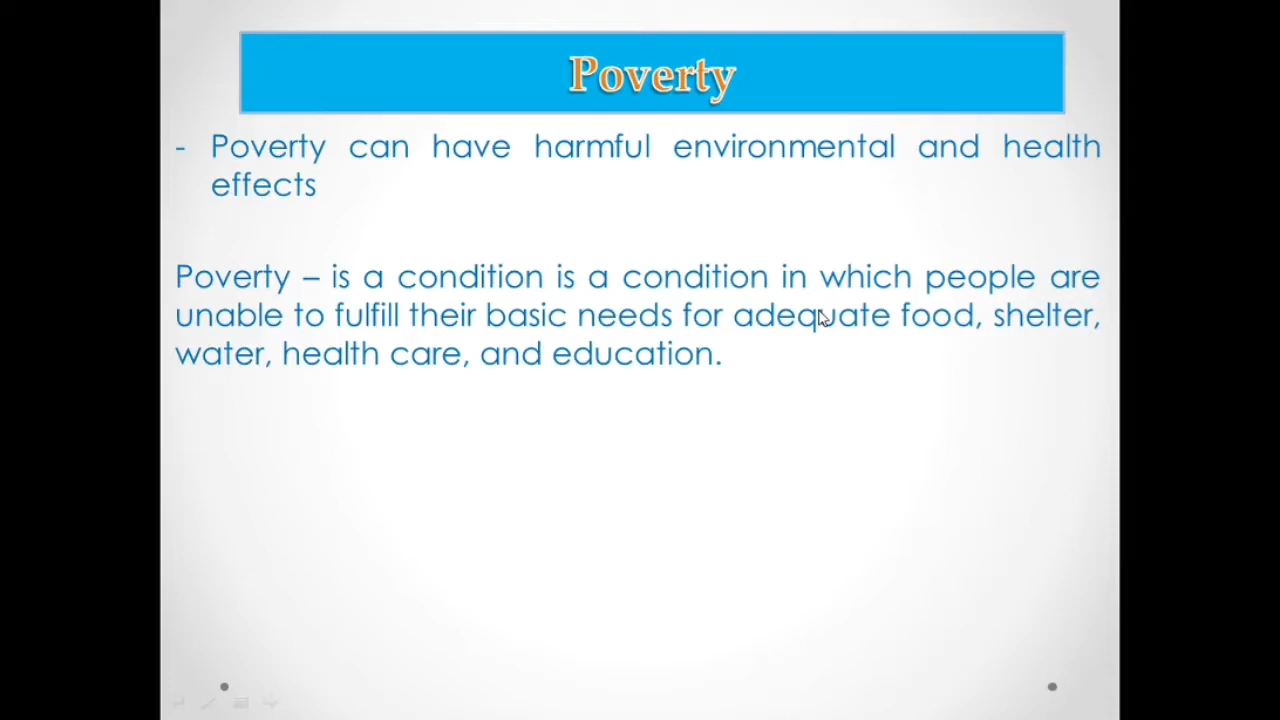 Poverty
- Poverty can have harmful environmental and health
effects
Poverty – is a condition is a condition in which people are
unable to fulfill their basic needs for adequate food, shelter,
water, health care, and education.